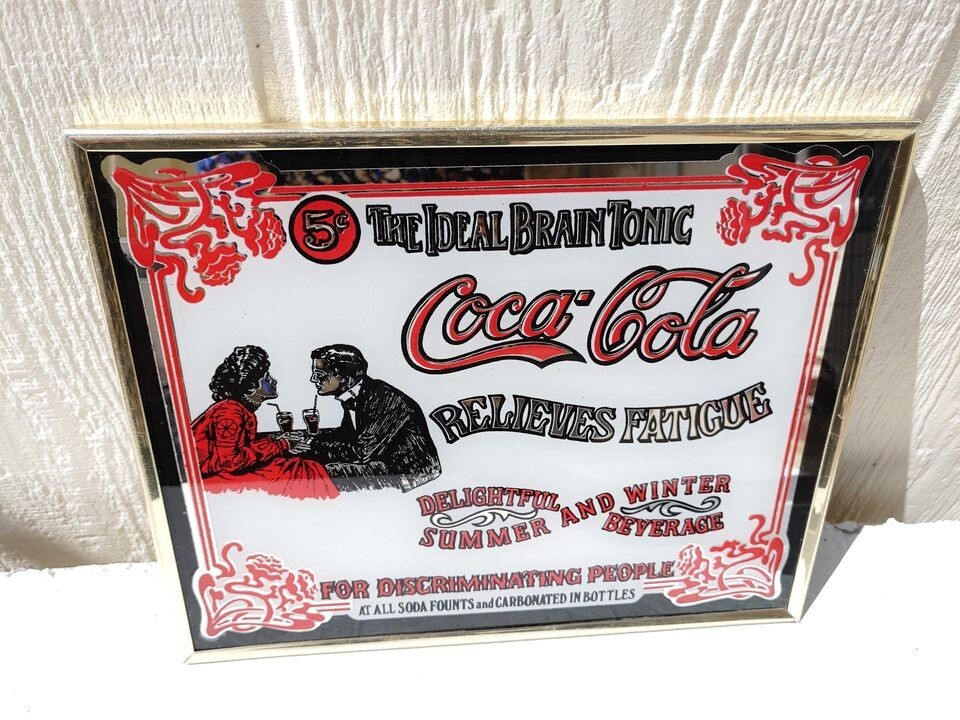 5¢ THE IDEAL BRAIN TONIC
Coca-Cola
RELIEVES FATIGUE
DELIGHTFUL
SUMMER
AND
WINTER
BEVERAGE
FOR DISCRIMINATING PEOPLE
AT ALL SODA FOUNTS and CARBONATED IN BOTTLES